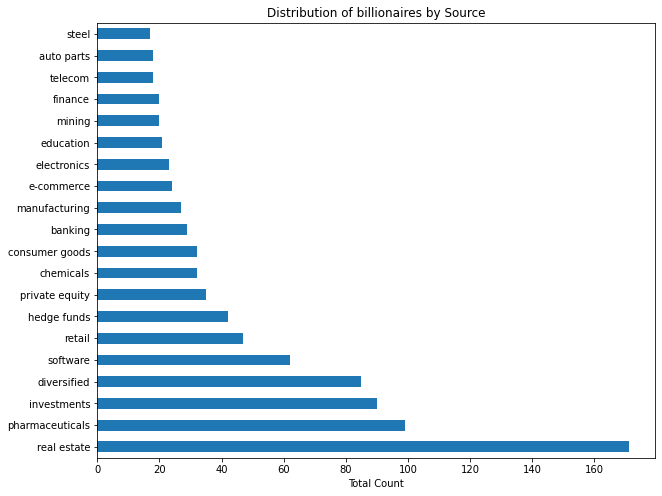 Distribution of billionaires by Source
steel
auto parts
telecom
finance
mining
education
electronics
e-commerce
manufacturing
banking
consumer goods
chemicals
private equity
hedge funds
retail
software
diversified
investments
pharmaceuticals
real estate
0 20 40 60 80 100 120 140 160
Total Count